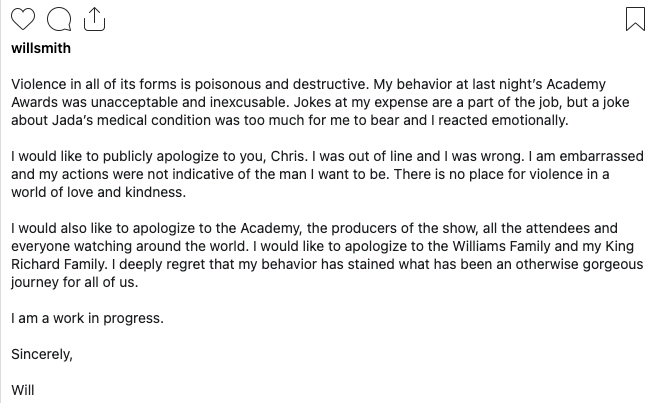 willsmith
Violence in all of its forms is poisonous and destructive. My behavior at last night's Academy
Awards was unacceptable and inexcusable. Jokes at my expense are a part of the job, but a joke
about Jada's medical condition was too much for me to bear and I reacted emotionally.
I would like to publicly apologize to you, Chris. I was out of line and I was wrong. I am embarrassed
and my actions were not indicative of the man I want to be. There is no place for violence in a
world of love and kindness.
I would also like to apologize to the Academy, the producers of the show, all the attendees and
everyone watching around the world. I would like to apologize to the Williams Family and my King
Richard Family. I deeply regret that my behavior has stained what has been an otherwise gorgeous
journey for all of us.
I am a work in progress.
Sincerely,
Will